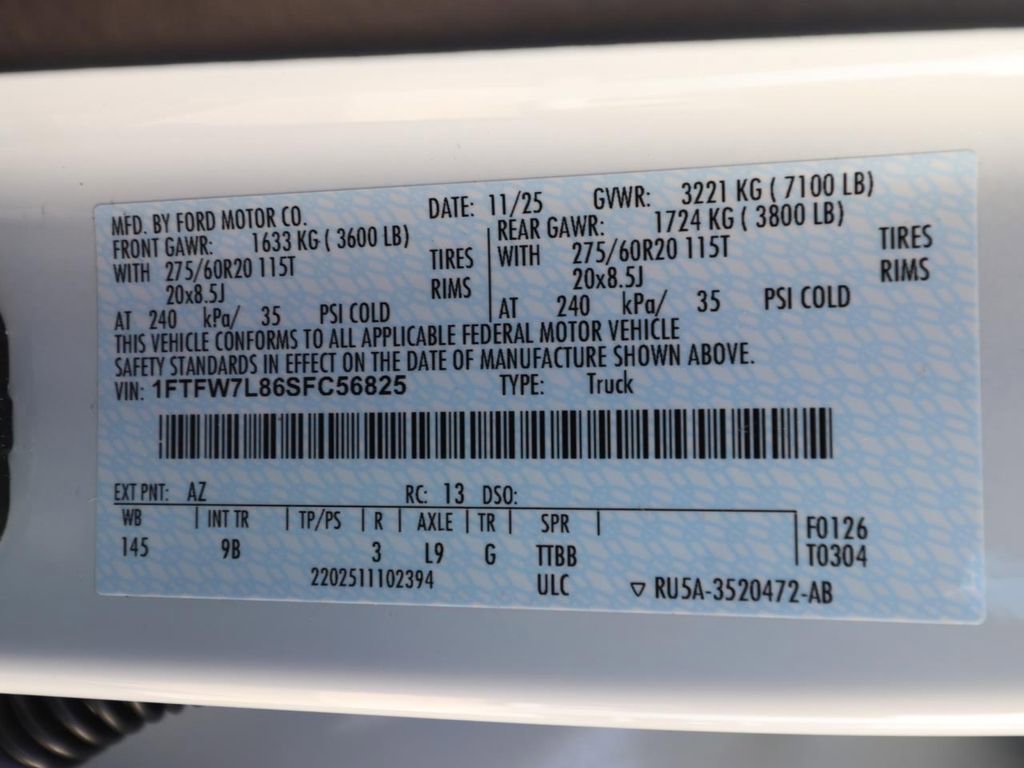 MFD. BY FORD MOTOR CO. DATE: 11/25 GVWR: 3221 KG ( 7100 LB)
FRONT GAWR: 1633 KG ( 3600 LB) REAR GAWR: 1724 KG ( 3800 LB)
WITH 275/60R20 115T TIRES WITH 275/60R20 115T TIRES
20x8.5J RIMS 20x8.5J RIMS
AT 240 kPa/ 35 PSI COLD AT 240 kPa/ 35 PSI COLD
THIS VEHICLE CONFORMS TO ALL APPLICABLE FEDERAL MOTOR VEHICLE
SAFETY STANDARDS IN EFFECT ON THE DATE OF MANUFACTURE SHOWN ABOVE.
VIN: 1FTFW7L86SFC56825 TYPE: Truck
EXT PNT: AZ RC: 13 DSO:
WB | INT TR | TP/PS | R | AXLE | TR | SPR | F0126
145 9B 3 L9 G TTBB T0304
2202511102394 ULC ▽ RU5A-3520472-AB